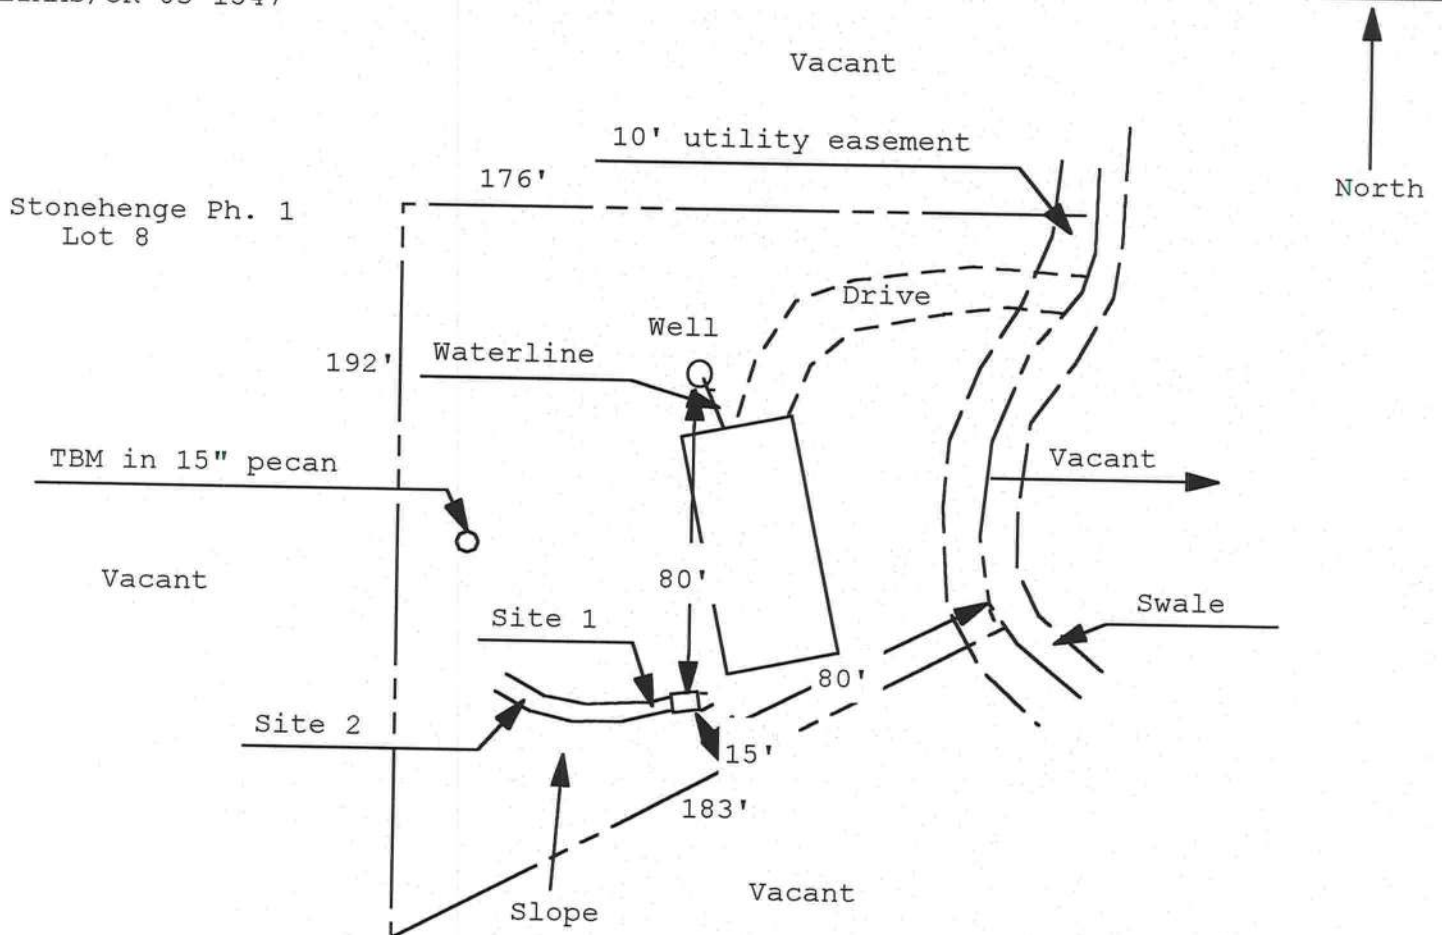 Vacant
10' utility easement
176'
North
Stonehenge Ph. 1
Lot 8
Drive
Well
192'
Waterline
TBM in 15" pecan
Vacant
Vacant
80'
Site 1
Swale
80'
Site 2
15'
183'
Vacant
Slope